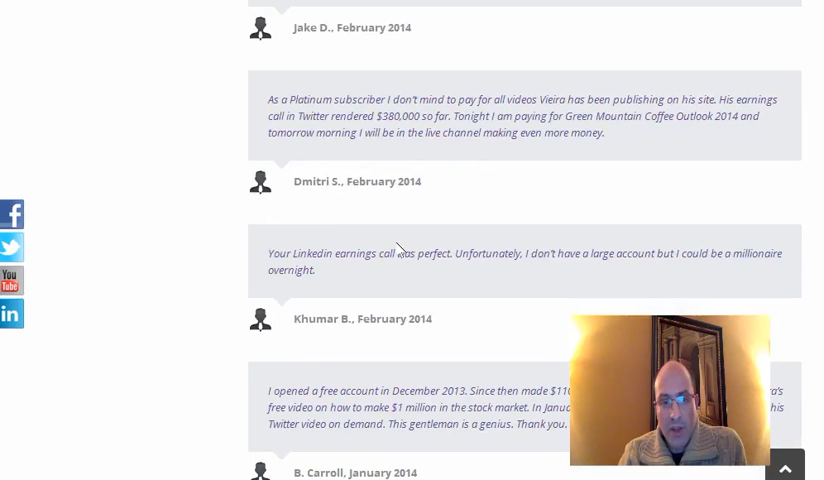 Jake D., February 2014
As a Platinum subscriber I don't mind to pay for all videos Vieira has been publishing on his site. His earnings
call in Twitter rendered $380,000 so far. Tonight I am paying for Green Mountain Coffee Outlook 2014 and
tomorrow morning I will be in the live channel making even more money.
Dmitri S., February 2014
Your Linkedin earnings call was perfect. Unfortunately, I don't have a large account but I could be a millionaire
overnight.
You
Tube
in
Khumar B., February 2014
I opened a free account in December 2013. Since then made
free video on how to make $1 million in the stock market. In his
Twitter video on demand. This gentleman is a genius. Thank you.
B. Carroll, January 2014